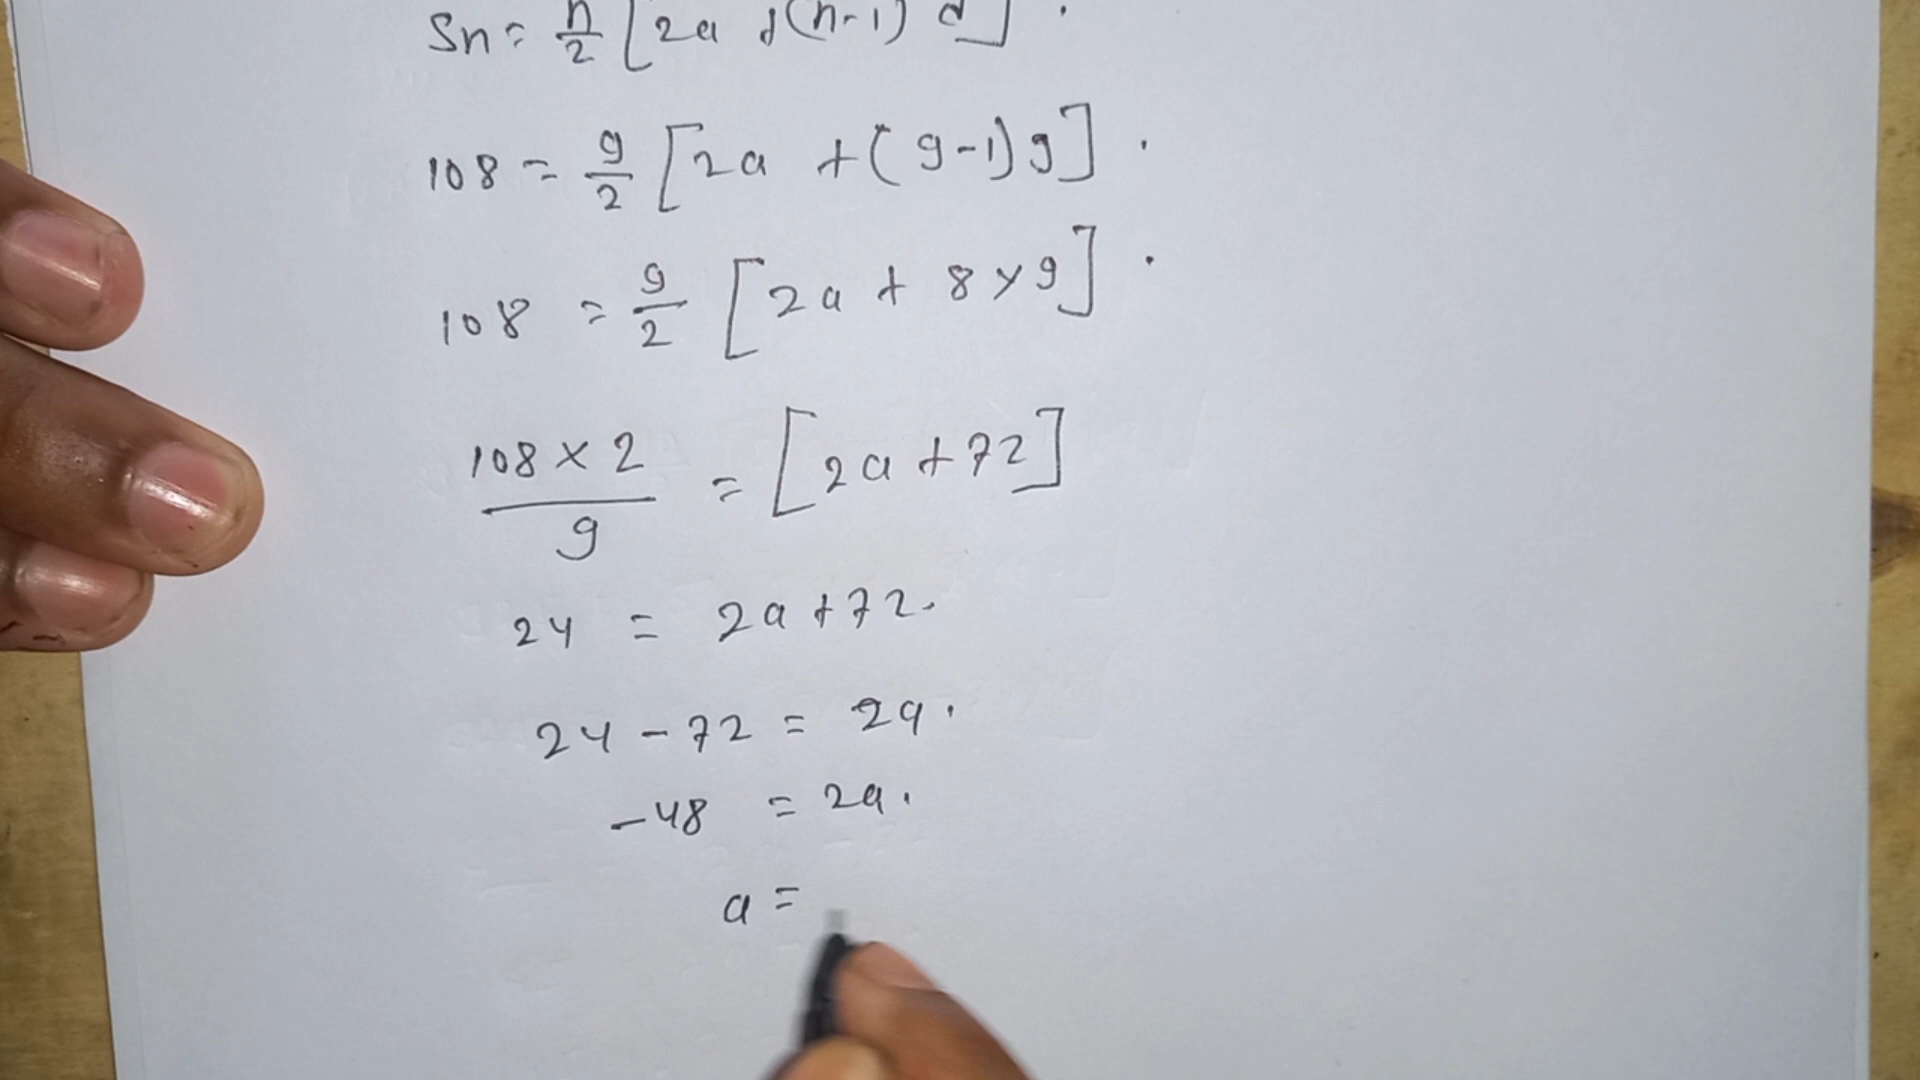 Sn = n/2 [2a + (n-1) d] .
108 = 9/2 [2a + (9-1)9] .
108 = 9/2 [2a + 8 × 9] .
108 × 2 / 9 = [2a + 72]
24 = 2a + 72.
24 - 72 = 2a .
-48 = 2a .
a =